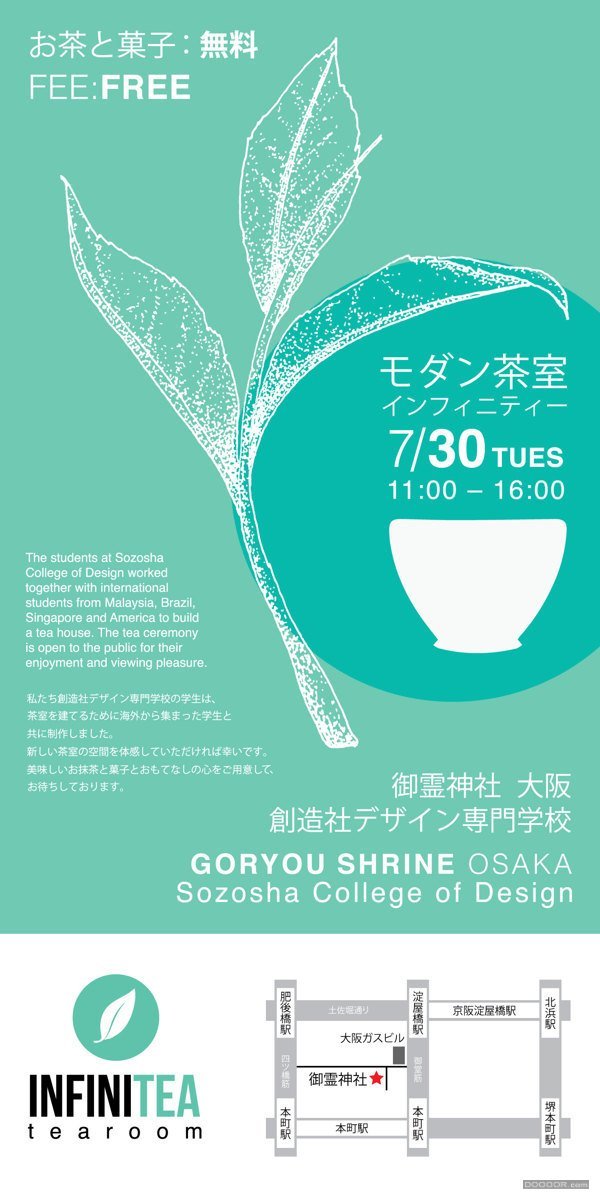 お茶と菓子：無料
FEE:FREE
モダン茶室
インフィニティー
7/30 TUES
11:00 – 16:00
The students at Sozosha
College of Design worked
together with international
students from Malaysia, Brazil,
Singapore and America to build
a tea house. The tea ceremony
is open to the public for their
enjoyment and viewing pleasure.
私たち創造社デザイン専門学校の学生は、
茶室を建てるために海外から集まった学生と
共に制作しました。
新しい茶室の空間を体感していただければ幸いです。
美味しいお抹茶と菓子とおもてなしの心をご用意して、
お待ちしております。
御霊神社 大阪
創造社デザイン専門学校
GORYOU SHRINE OSAKA
Sozosha College of Design
INFINITEA
tearoom
肥後橋駅
土佐堀通り
淀屋橋駅
京阪淀屋橋駅
北浜駅
大阪ガスビル
四ツ橋筋
御霊神社
御堂筋
本町駅
本町駅
本町駅
堺本町駅
DOOOOR.com